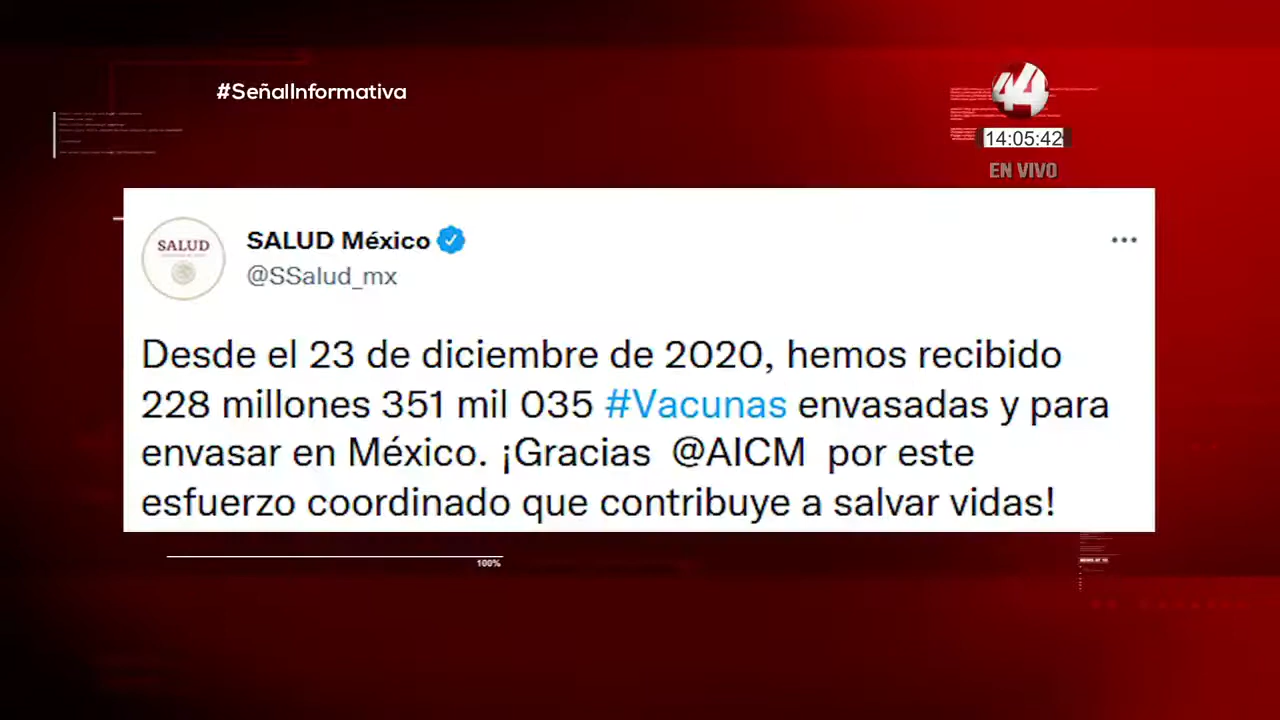 #SeñalInformativa
44
14:05:42
EN VIVO
SALUD
SALUD México
@SSalud_mx
Desde el 23 de diciembre de 2020, hemos recibido
228 millones 351 mil 035 #Vacunas envasadas y para
envasar en México. ¡Gracias @AICM por este
esfuerzo coordinado que contribuye a salvar vidas!
100%